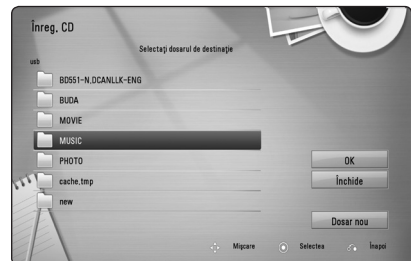 Înreg. CD
Selectaţi dosarul de destinaţie
usb
BD551-N,DCANLLK-ENG
BUDA
MOVIE
MUSIC
PHOTO
cache,tmp
new
OK
Închide
Dosar nou
Mişcare Selectea Înapoi